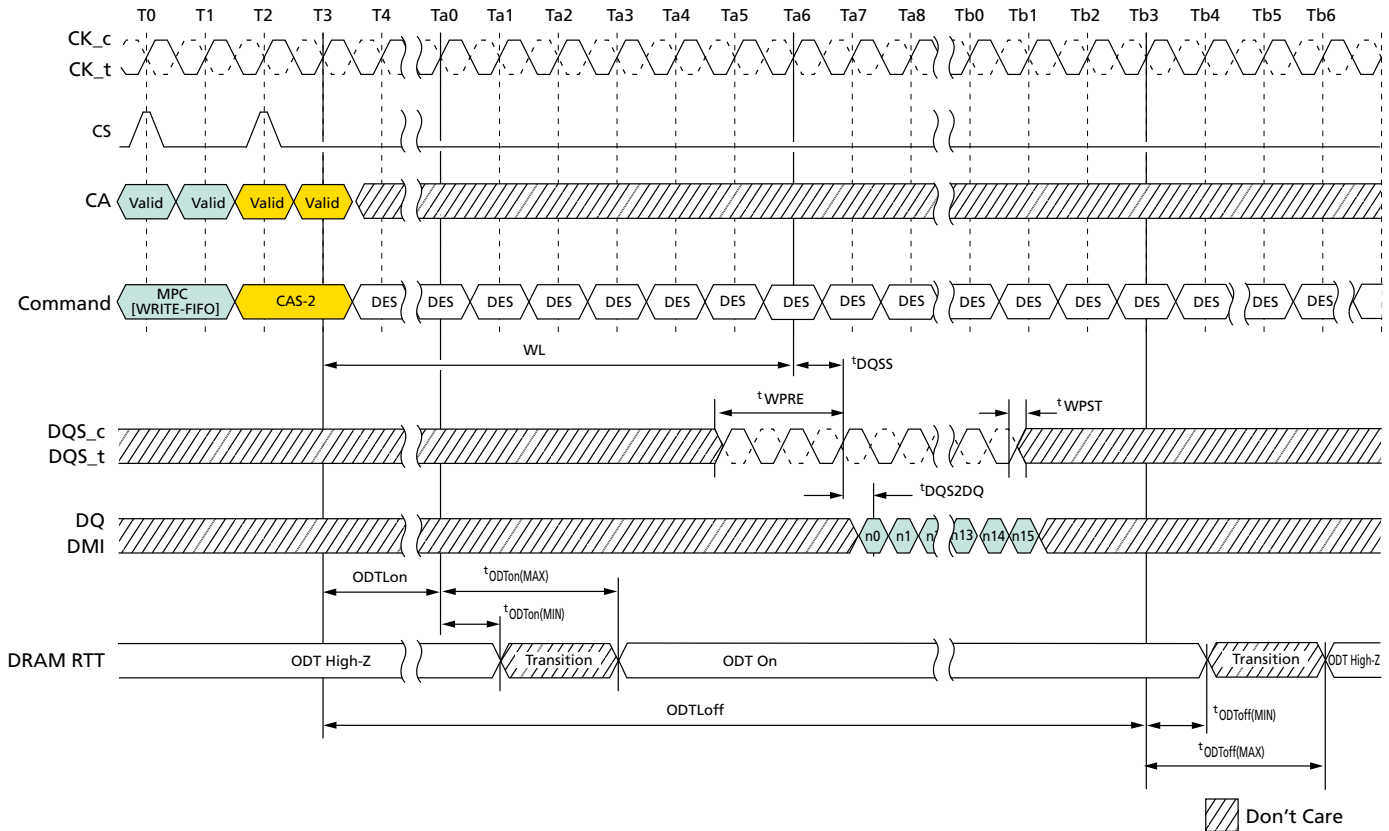 T0 T1 T2 T3 T4 Ta0 Ta1 Ta2 Ta3 Ta4 Ta5 Ta6 Ta7 Ta8 Tb0 Tb1 Tb2 Tb3 Tb4 Tb5 Tb6
CK_c
CK_t
CS
CA Valid Valid Valid Valid
Command MPC [WRITE-FIFO] CAS-2 DES DES DES DES DES DES DES DES DES DES DES DES DES DES DES DES DES
WL
tDQSS
tWPRE
tWPST
DQS_c
DQS_t
tDQS2DQ
DQ
DMI
n0 n1 n n13 n14 n15
ODTLon
tODTon(MAX)
tODTon(MIN)
DRAM RTT ODT High-Z Transition ODT On Transition ODT High-Z
ODTLoff
tODToff(MIN)
tODToff(MAX)
Don't Care